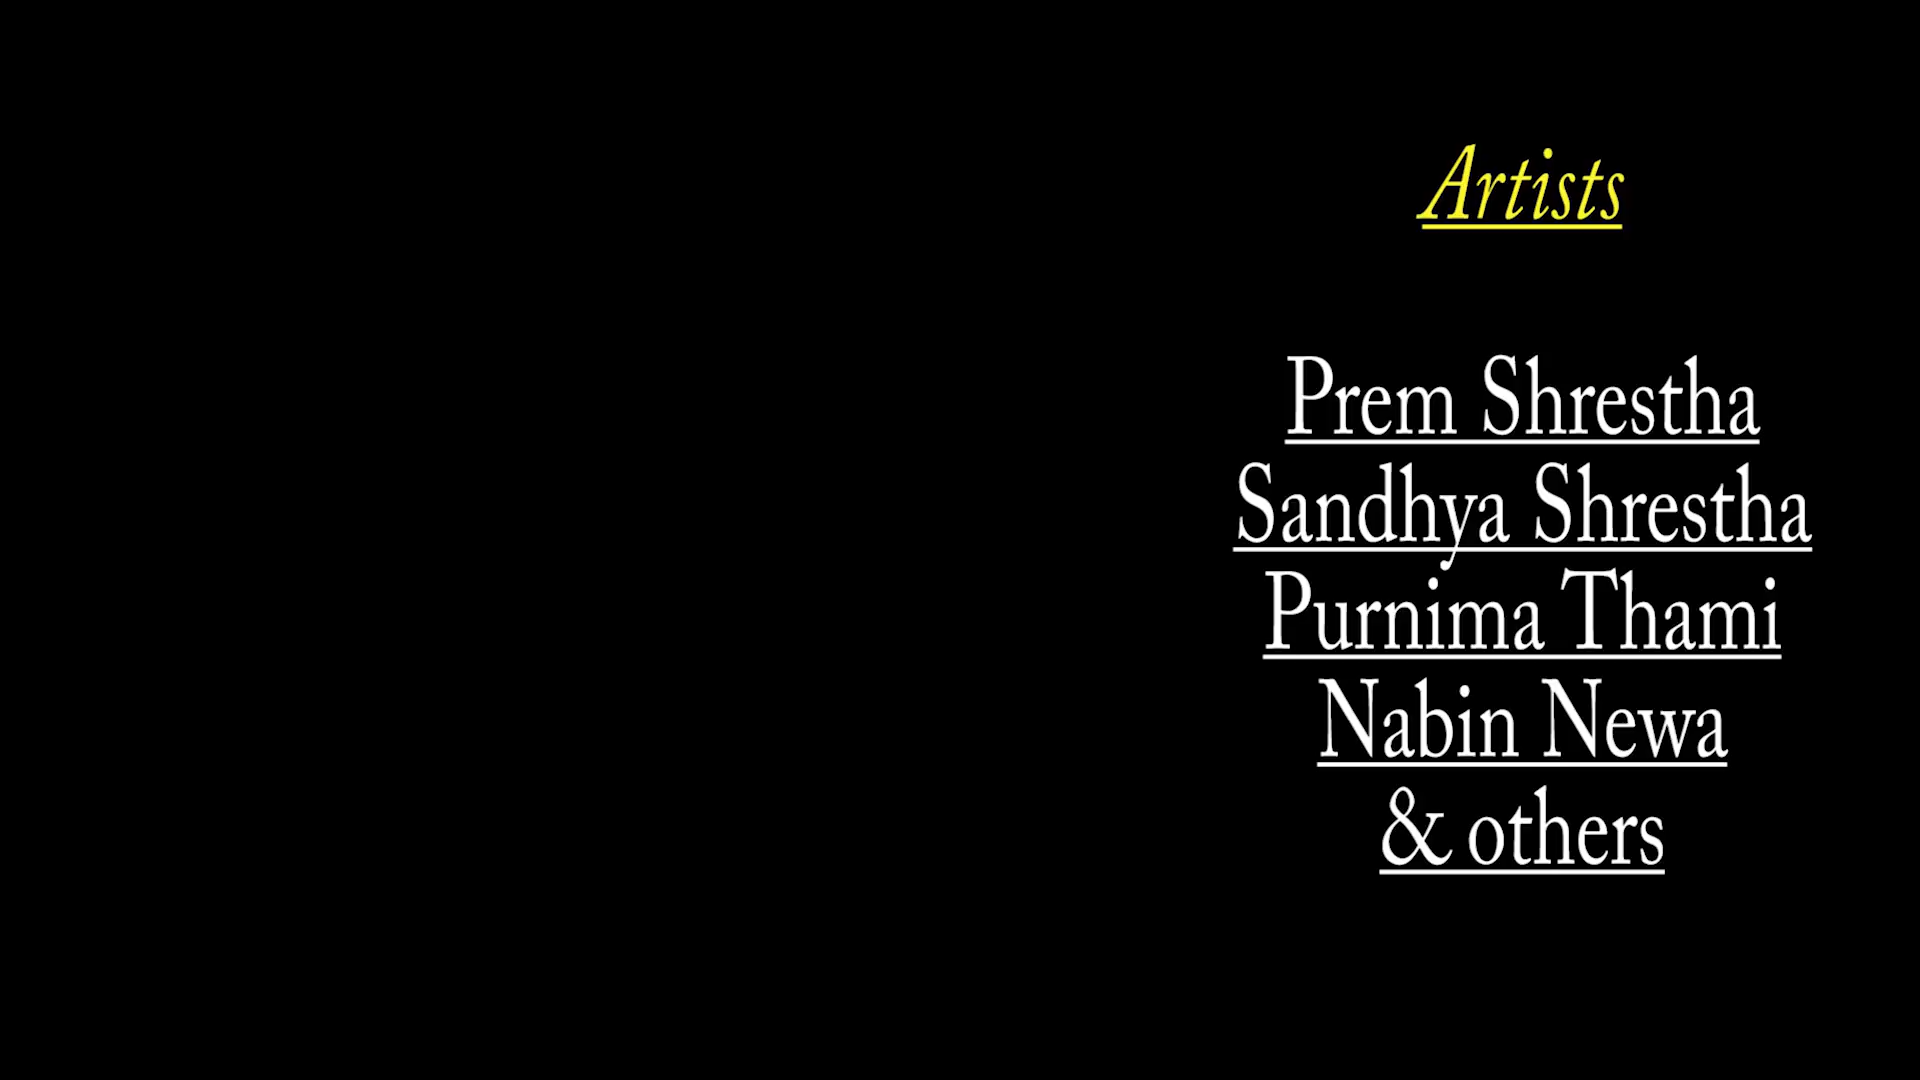 Artists
Prem Shrestha
Sandhya Shrestha
Purnima Thami
Nabin Newa
& others